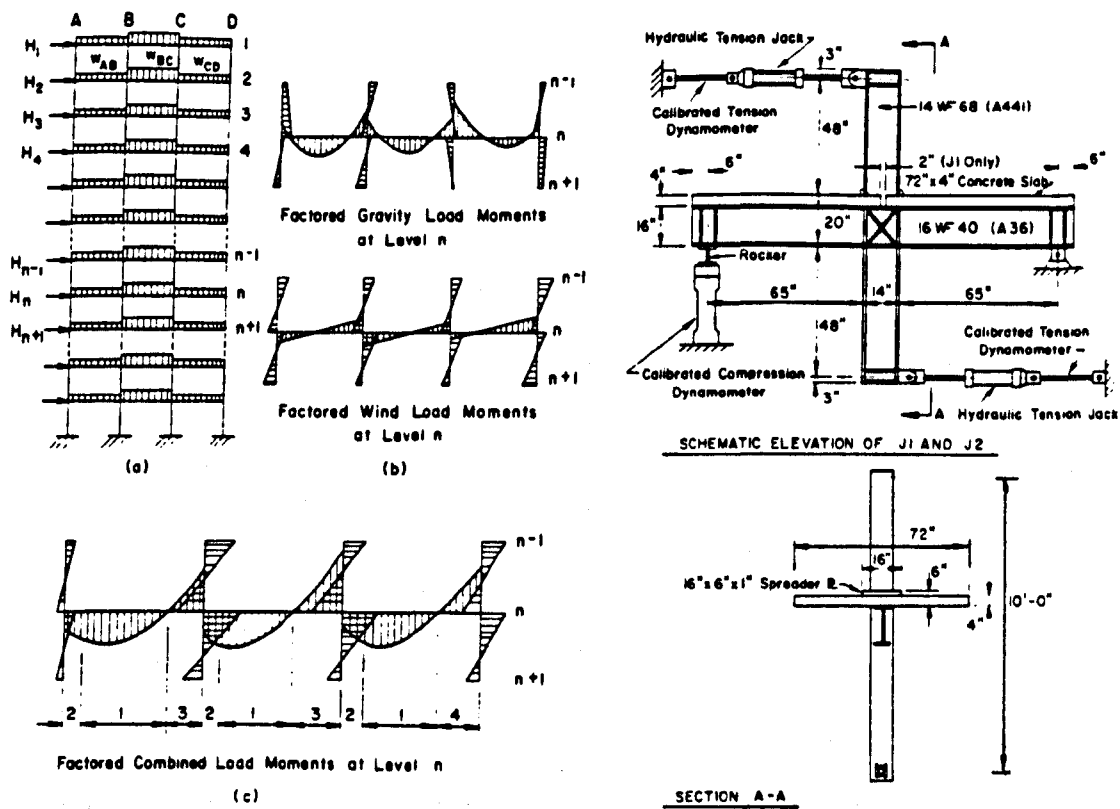 A B C D
H1 1
wAB wBC wCD
H2 2
H3 3
H4 4
Hn-1 n-1
Hn n
Hn+1 n+1
(a)
n-1
n
n+1
Factored Gravity Load Moments
at Level n
n-1
n
n+1
Factored Wind Load Moments
at Level n
(b)
n-1
n
n+1
2 1 3 2 1 3 2 1 4
Factored Combined Load Moments at Level n
(c)
Hydraulic Tension Jack
3"
A
Calibrated Tension
Dynamometer
14 WF 68 (A441)
48"
6"
2" (J1 Only)
6"
4"
72"x4" Concrete Slab
16"
20"
16 WF 40 (A36)
Rocker
65" 14" 65"
48"
Calibrated Tension
Dynamometer
Calibrated Compression
Dynamometer
3"
A
Hydraulic Tension Jack
SCHEMATIC ELEVATION OF J1 AND J2
72"
16"
6"
16"x6"x1" Spreader PL
10'-0"
4"
SECTION A-A